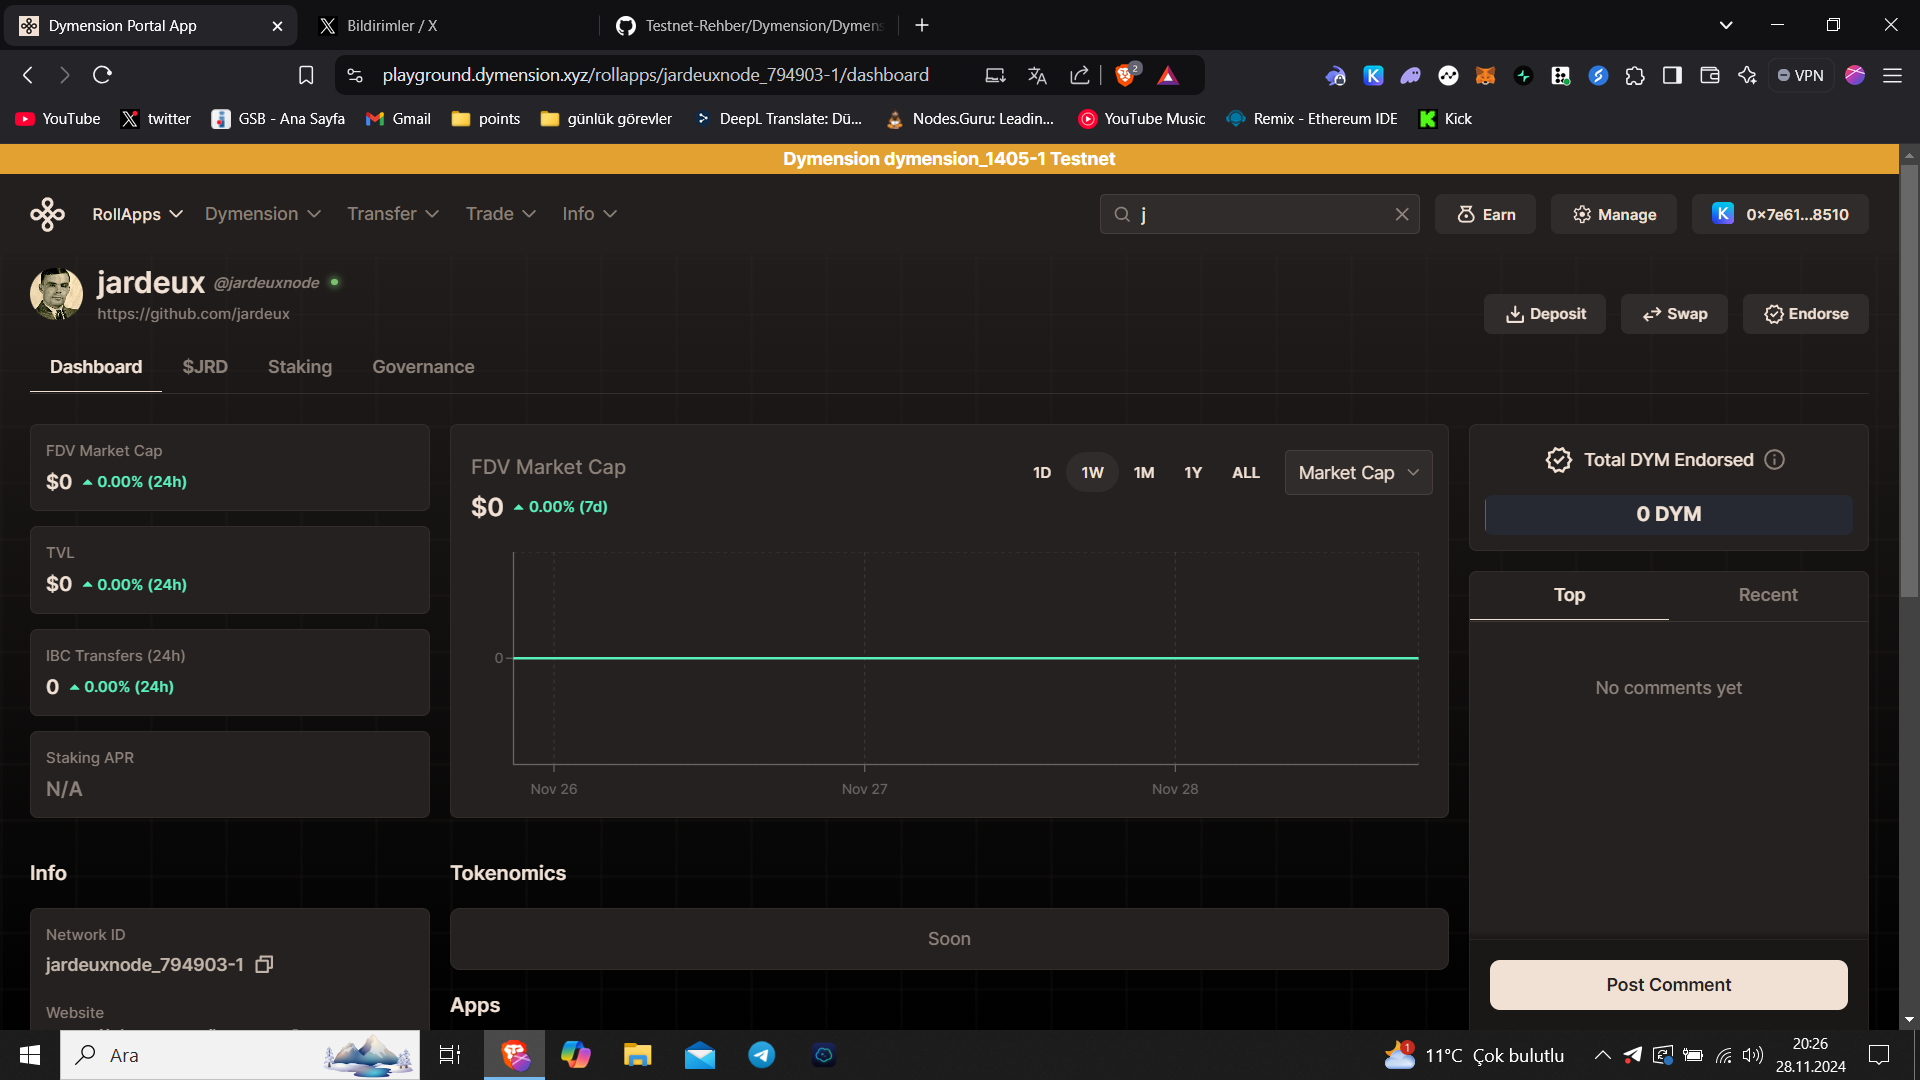 Dymension Portal App
Bildirimler / X
Testnet-Rehber/Dymension/Dymens
playground.dymension.xyz/rollapps/jardeuxnode_794903-1/dashboard
2
VPN
YouTube
twitter
GSB - Ana Sayfa
Gmail
points
günlük görevler
DeepL Translate: Dü...
Nodes.Guru: Leadin...
YouTube Music
Remix - Ethereum IDE
Kick
Dymension dymension_1405-1 Testnet
RollApps
Dymension
Transfer
Trade
Info
j
Earn
Manage
0×7e61...8510
jardeux @jardeuxnode
https://github.com/jardeux
Deposit
Swap
Endorse
Dashboard
$JRD
Staking
Governance
FDV Market Cap
$0 0.00% (24h)
TVL
$0 0.00% (24h)
IBC Transfers (24h)
0 0.00% (24h)
Staking APR
N/A
FDV Market Cap
$0 0.00% (7d)
1D 1W 1M 1Y ALL
Market Cap
0
Nov 26
Nov 27
Nov 28
Total DYM Endorsed
0 DYM
Top
Recent
No comments yet
Post Comment
Info
Network ID
jardeuxnode_794903-1
Website
Tokenomics
Soon
Apps
Ara
1
11°C Çok bulutlu
20:26
28.11.2024